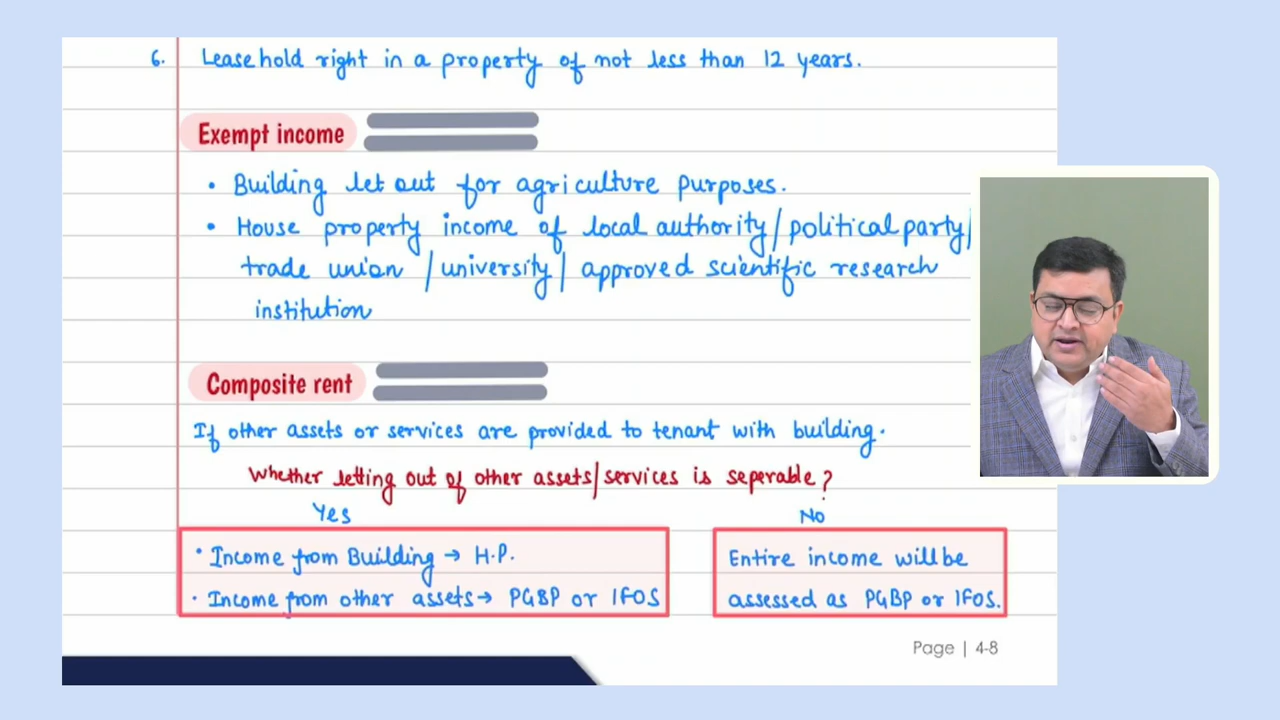 6. Lease hold right in a property of not less than 12 years.
Exempt income
• Building let out for agriculture purposes.
• House property income of local authority/political party/
trade union /university/ approved scientific research
institution
Composite rent
If other assets or services are provided to tenant with building.
Whether letting out of other assets/services is seperable?
Yes
No
• Income from Building → H.P.
• Income from other assets→ PGBP or IFOS
Entire income will be
assessed as PGBP or IFOS.
Page | 4-8